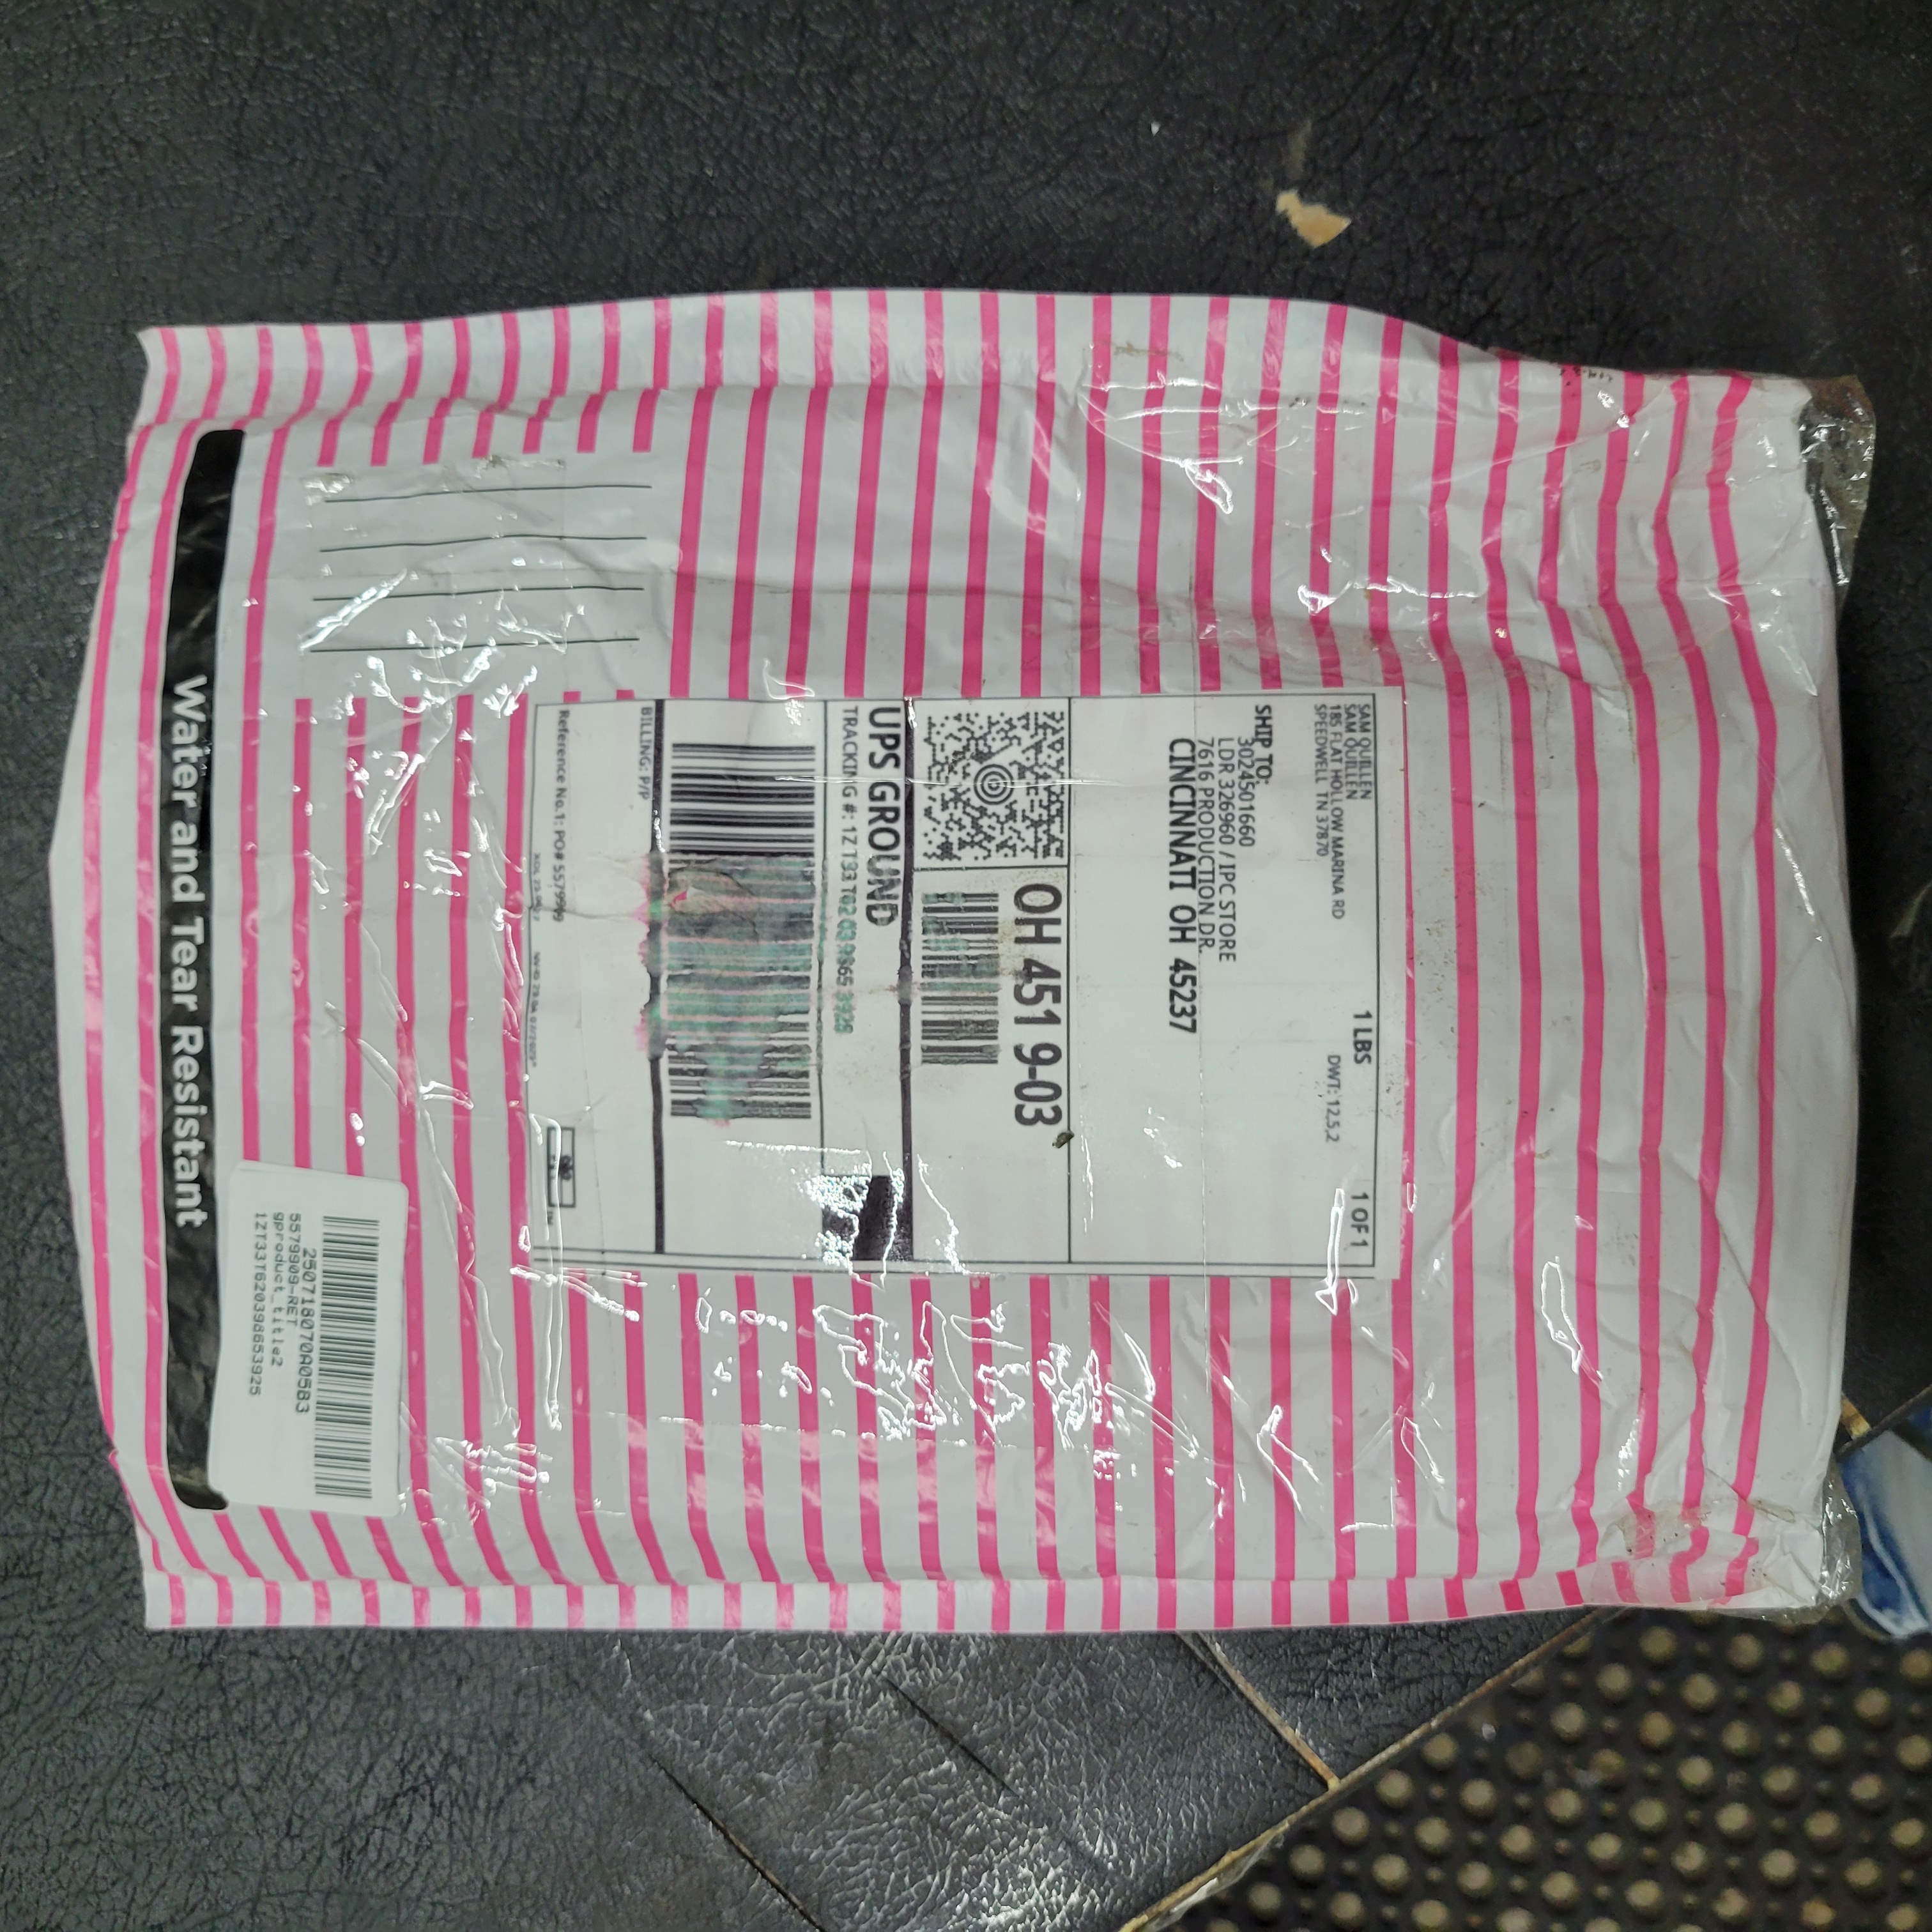 SAM QUILLEN
SAM QUILLEN
185 FLAT HOLLOW MARINA RD
SPEEDWELL TN 37870
1 LBS
1 OF 1
DWT: 12,5,2
SHIP TO:
3024501660
LDR 326960 / IPC STORE
7616 PRODUCTION DR.
CINCINNATI OH 45237
OH 451 9-03
UPS GROUND
TRACKING #: 1Z T33 T62 03 9865 3925
BILLING: P/P
Reference No.1: PO# 5579909
Water and Tear Resistant
250718070A0583
5579909-RET
gproduct_title2
1ZT33T620398653925